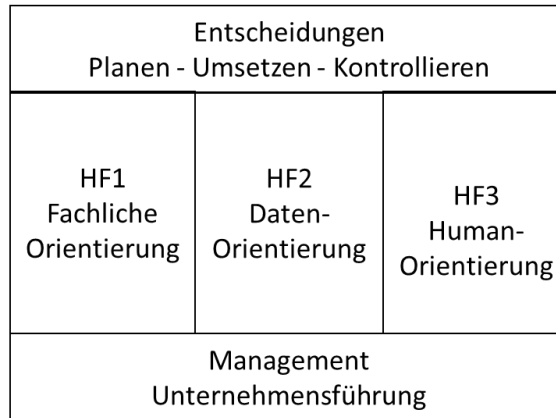 Entscheidungen
Planen - Umsetzen - Kontrollieren
HF1
Fachliche
Orientierung
HF2
Daten-
Orientierung
HF3
Human-
Orientierung
Management
Unternehmensführung